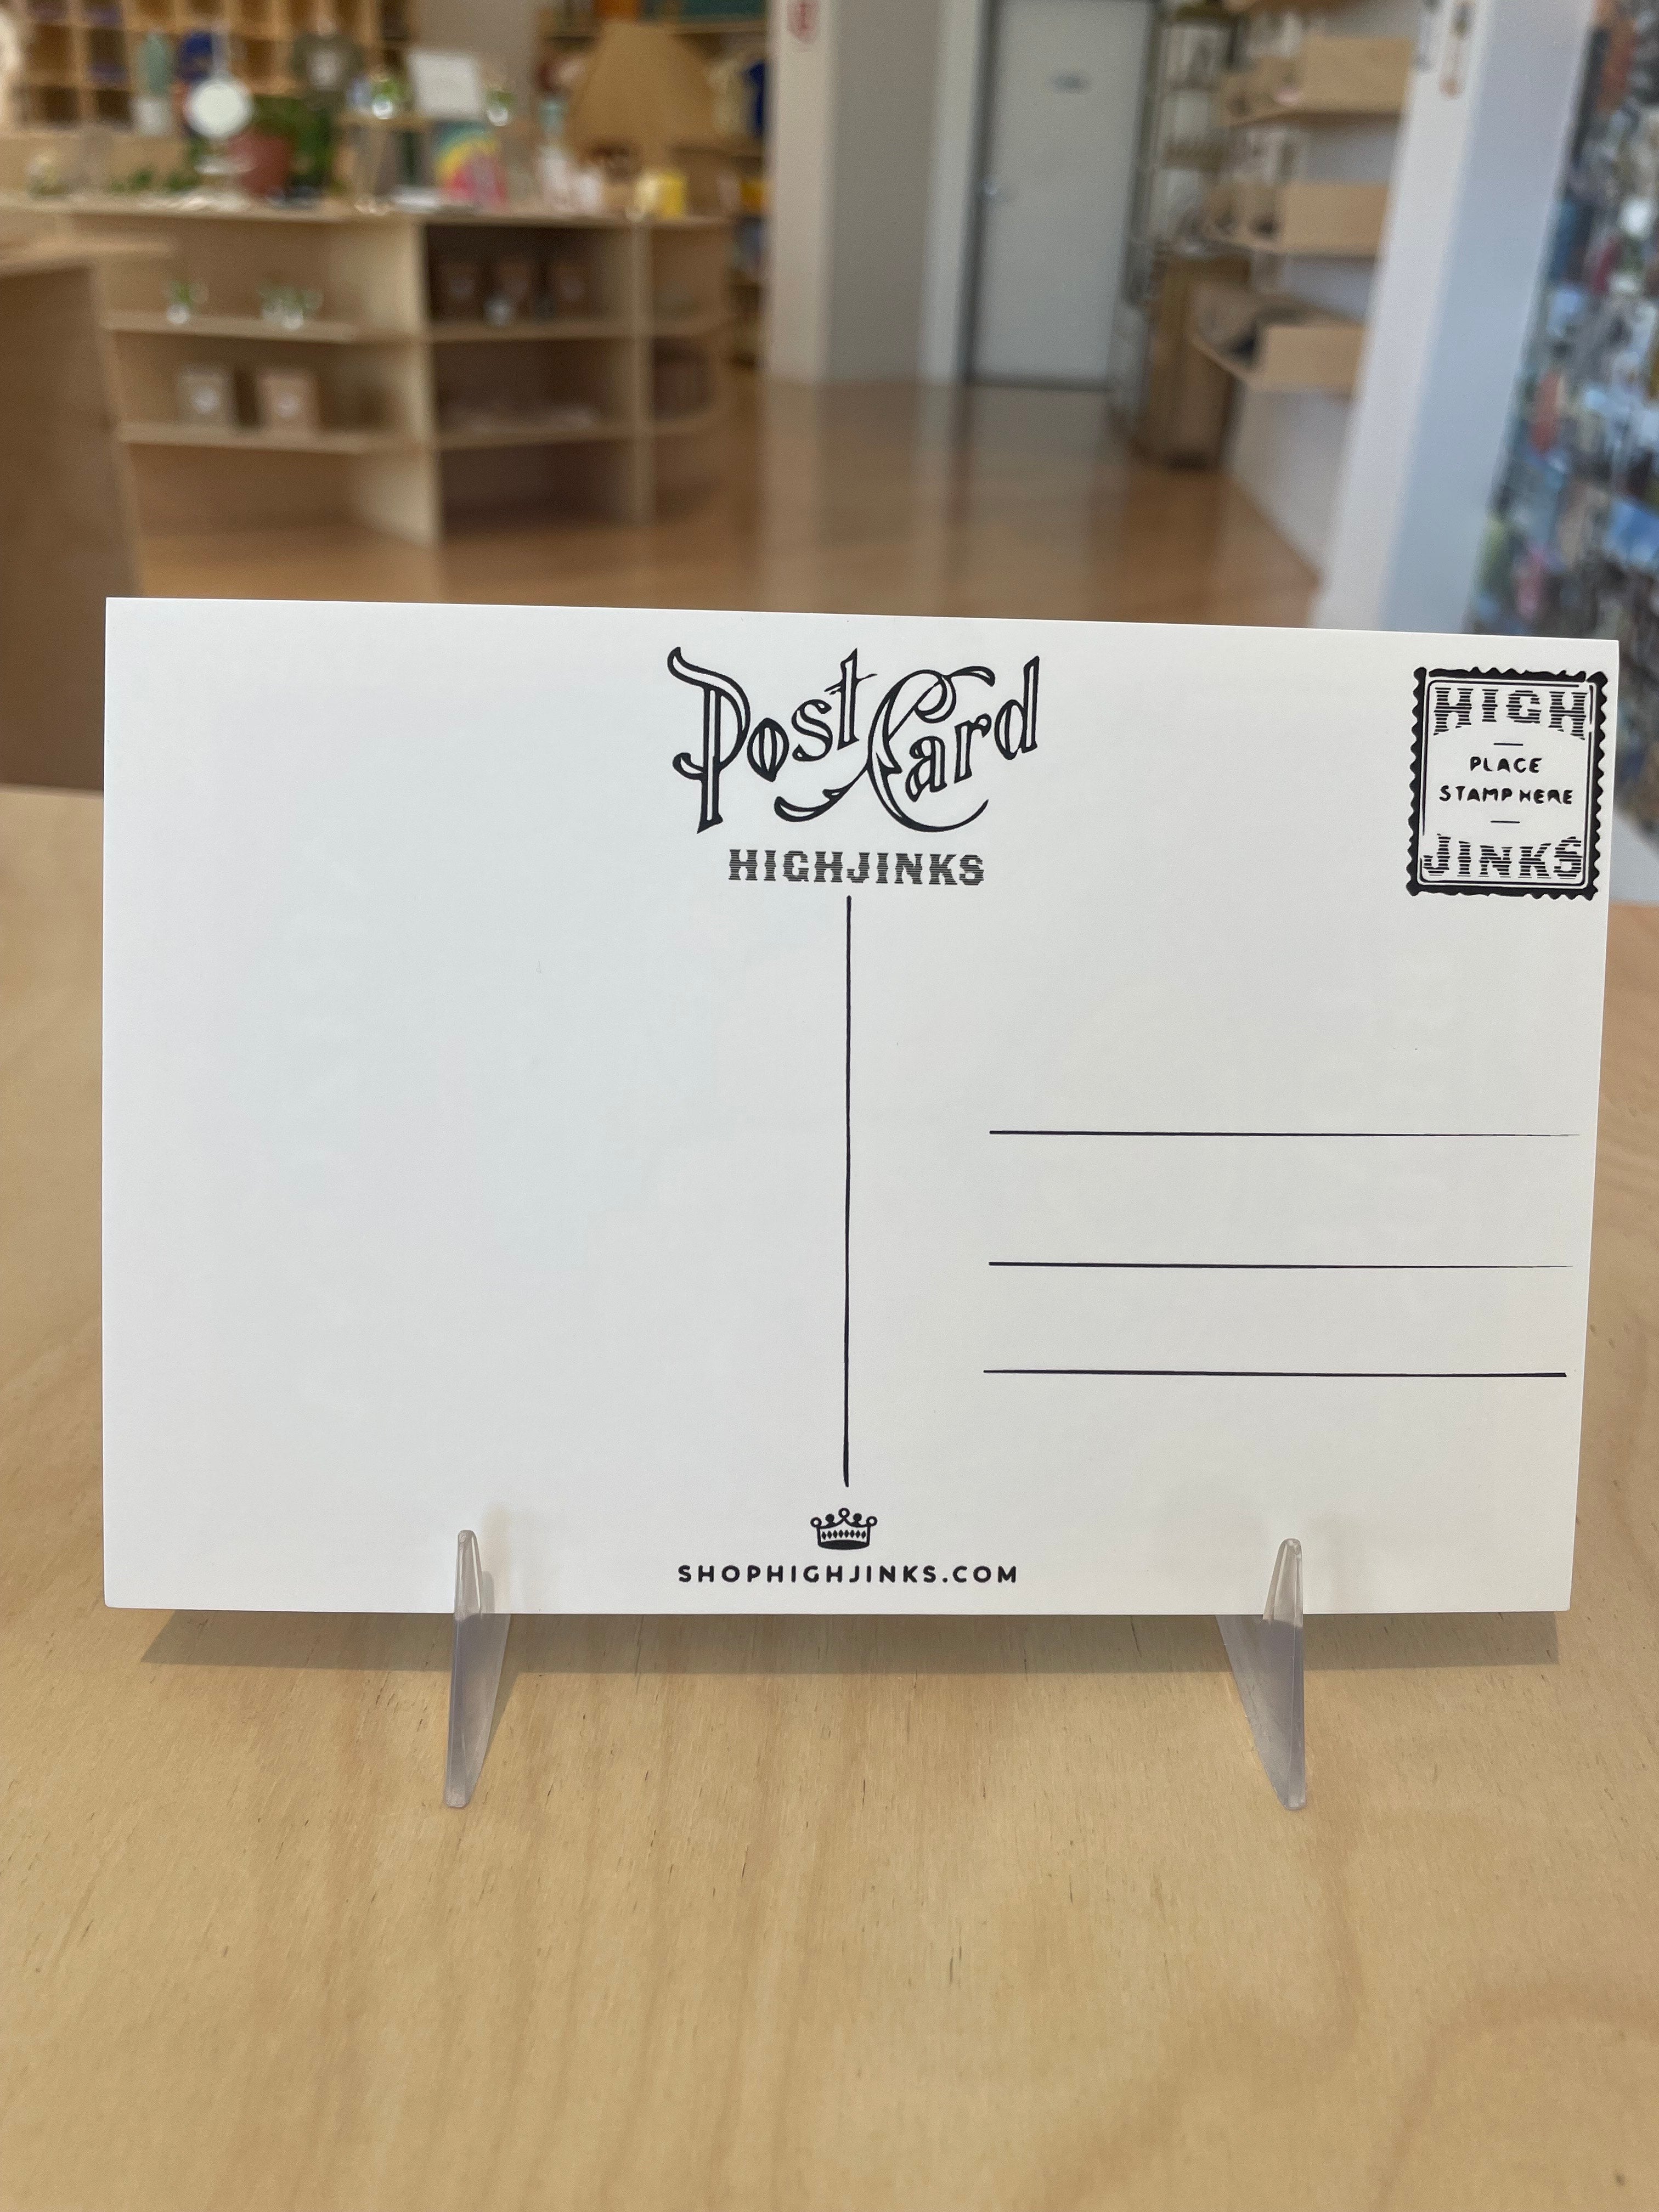 Post Card
HIGHJINKS
HIGH
PLACE
STAMP HERE
JINKS
SHOPHIGHJINKS.COM